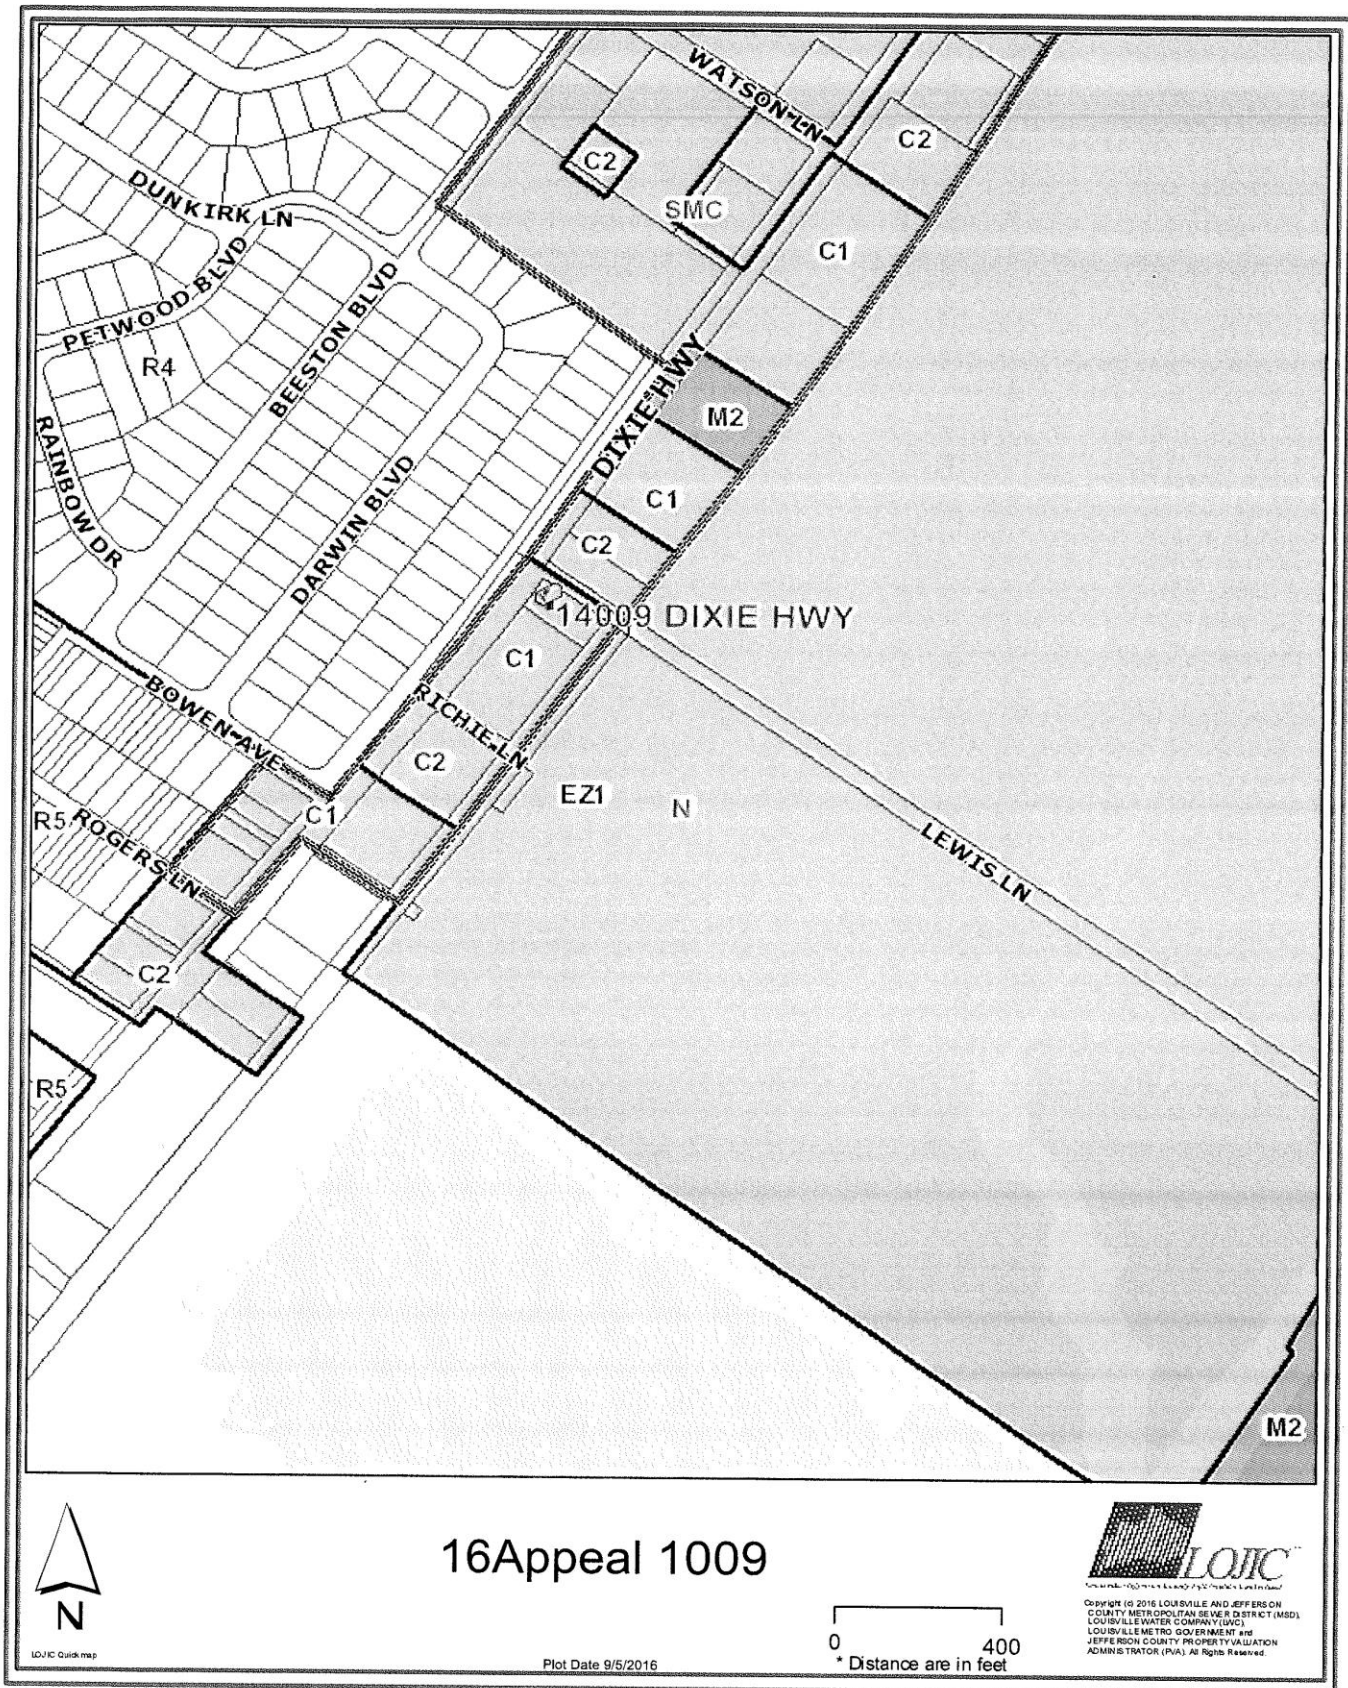 WATSON LN
C2
C2
DUNKIRK LN
SMC
C1
PETWOOD BLVD
BEESTON BLVD
R4
DIXIE HWY
M2
RAINBOW DR
DARWIN BLVD
C1
C2
14009 DIXIE HWY
C1
BOWEN AVE
RICHIE LN
C2
EZ1
N
C1
R5
ROGERS LN
LEWIS LN
C2
R5
M2
N
16Appeal 1009
LOJIC
Copyright (c) 2016 LOUISVILLE AND JEFFERSON
COUNTY METROPOLITAN SEWER DISTRICT (MSD),
LOUISVILLE WATER COMPANY (LWC),
LOUISVILLE METRO GOVERNMENT and
JEFFERSON COUNTY PROPERTY VALUATION
ADMINISTRATOR (PVA). All Rights Reserved.
0 400
* Distance are in feet
LOJIC Quickmap
Plot Date 9/5/2016